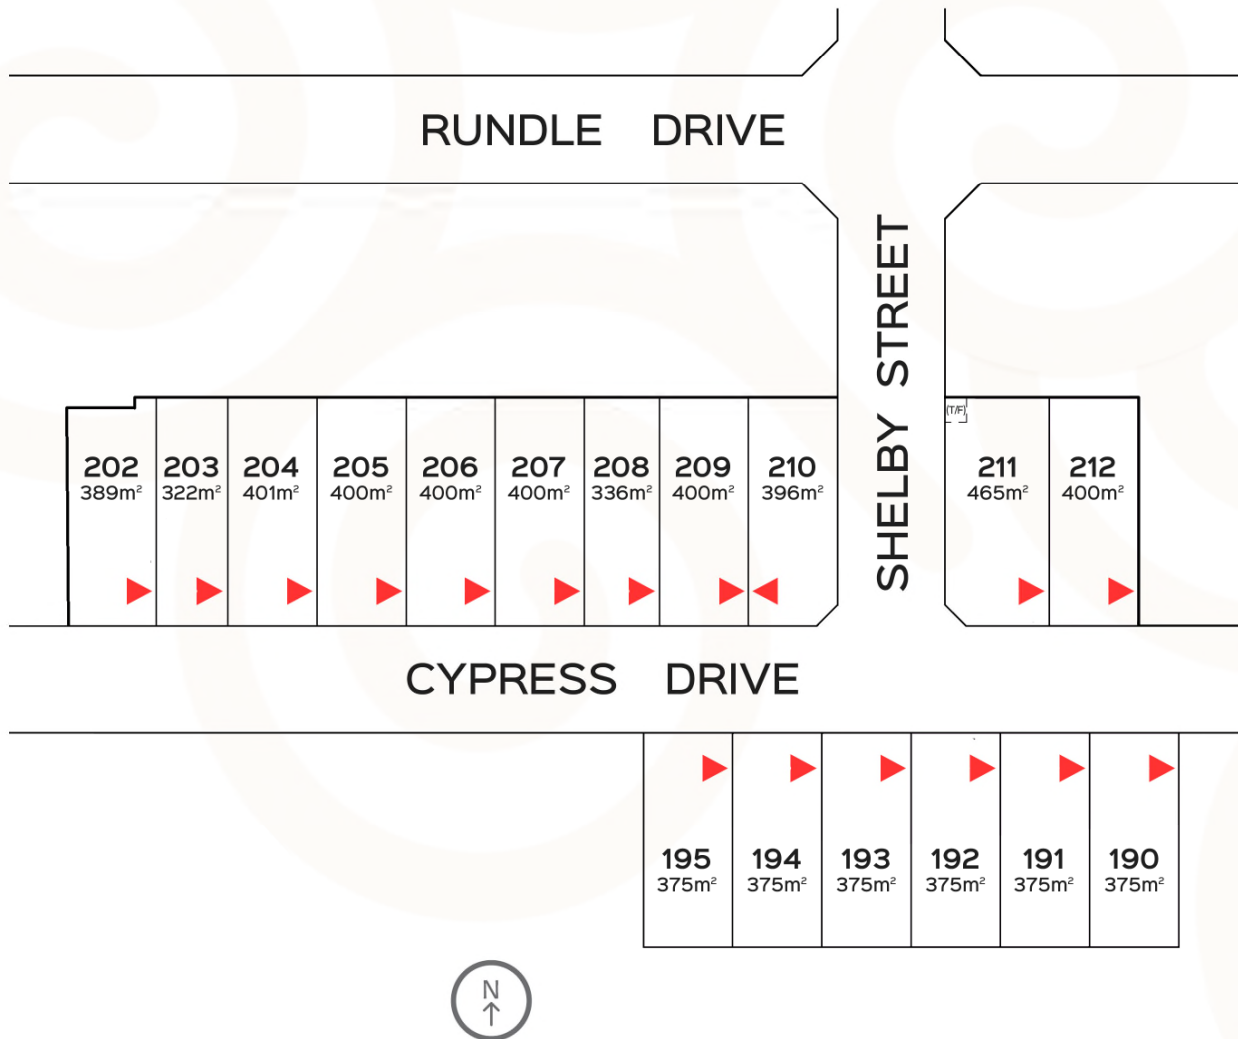 RUNDLE DRIVE
SHELBY STREET
(T/F)
202
389m²
203
322m²
204
401m²
205
400m²
206
400m²
207
400m²
208
336m²
209
400m²
210
396m²
211
465m²
212
400m²
CYPRESS DRIVE
195
375m²
194
375m²
193
375m²
192
375m²
191
375m²
190
375m²
N